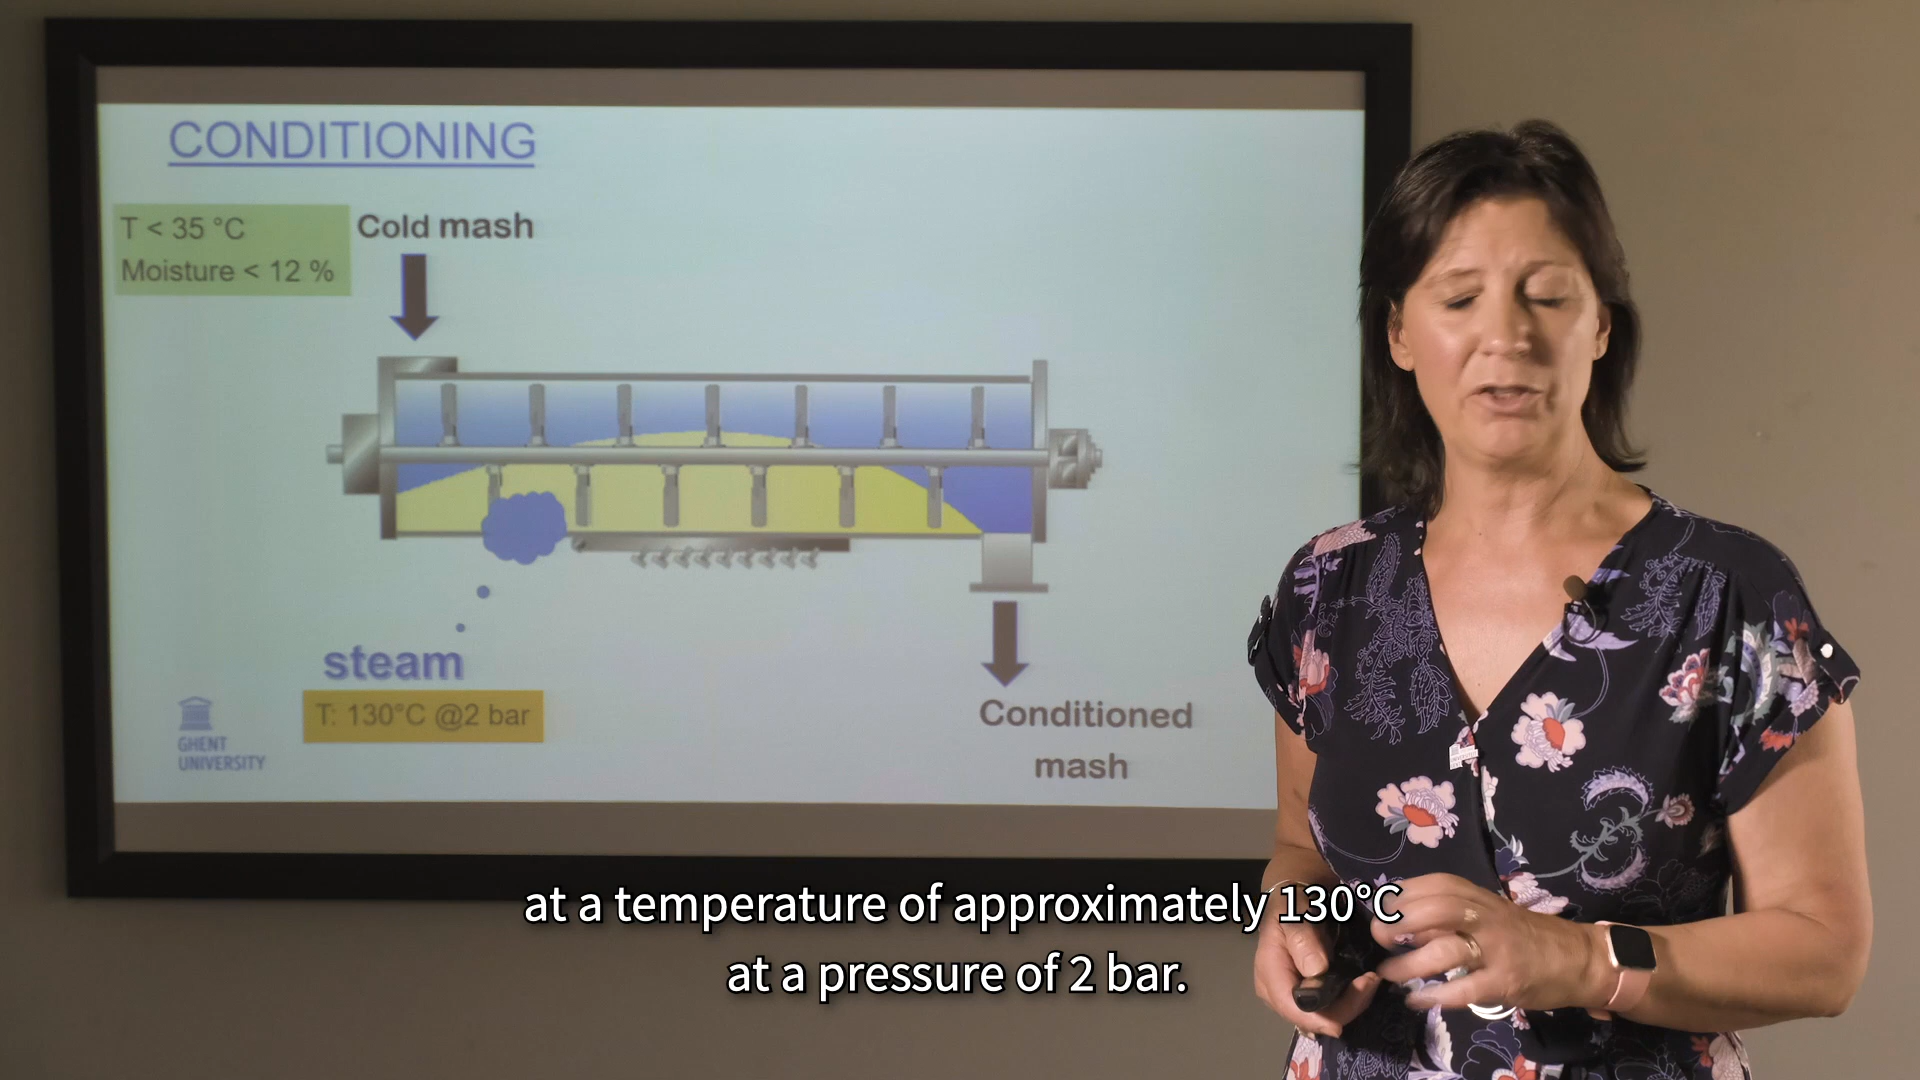 CONDITIONING
T < 35 °C
Moisture < 12 %
Cold mash
steam
T: 130°C @2 bar
GHENT
UNIVERSITY
Conditioned
mash
at a temperature of approximately 130°C
at a pressure of 2 bar.